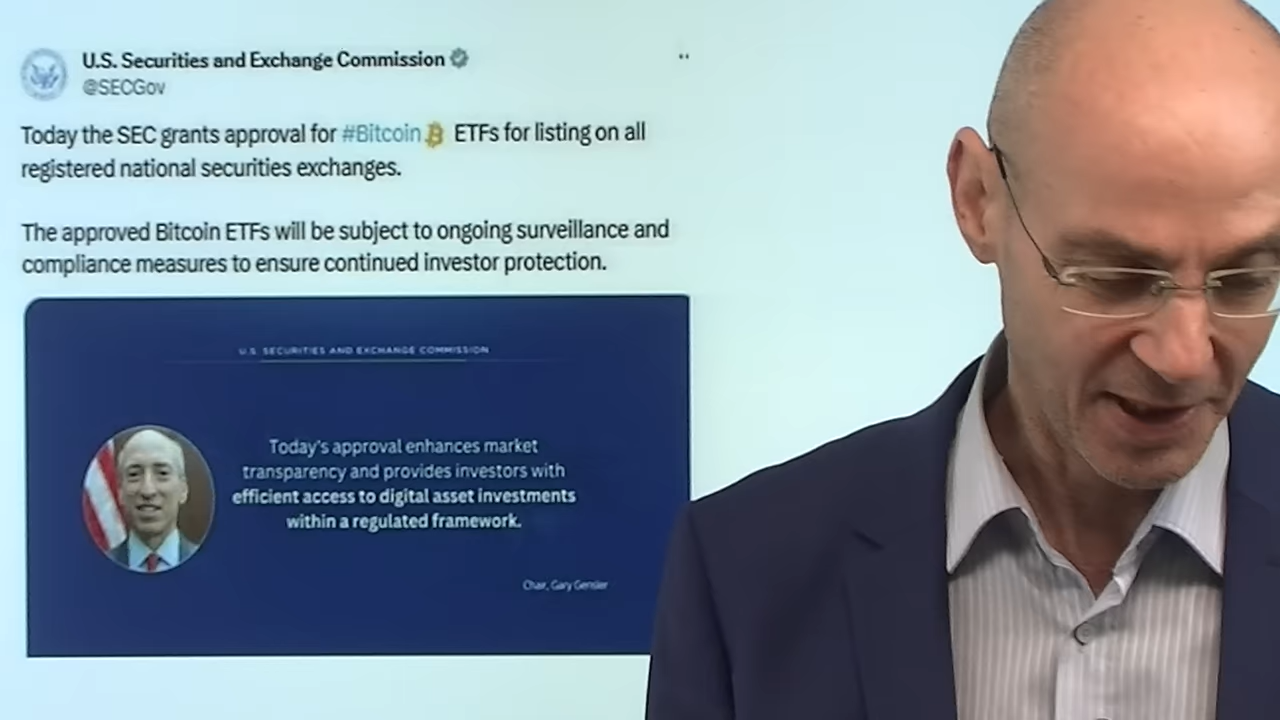 U.S. Securities and Exchange Commission
@SECGov
Today the SEC grants approval for #Bitcoin ETFs for listing on all
registered national securities exchanges.
The approved Bitcoin ETFs will be subject to ongoing surveillance and
compliance measures to ensure continued investor protection.
U.S. SECURITIES AND EXCHANGE COMMISSION
Today's approval enhances market
transparency and provides investors with
efficient access to digital asset investments
within a regulated framework.
Chair, Gary Gensler